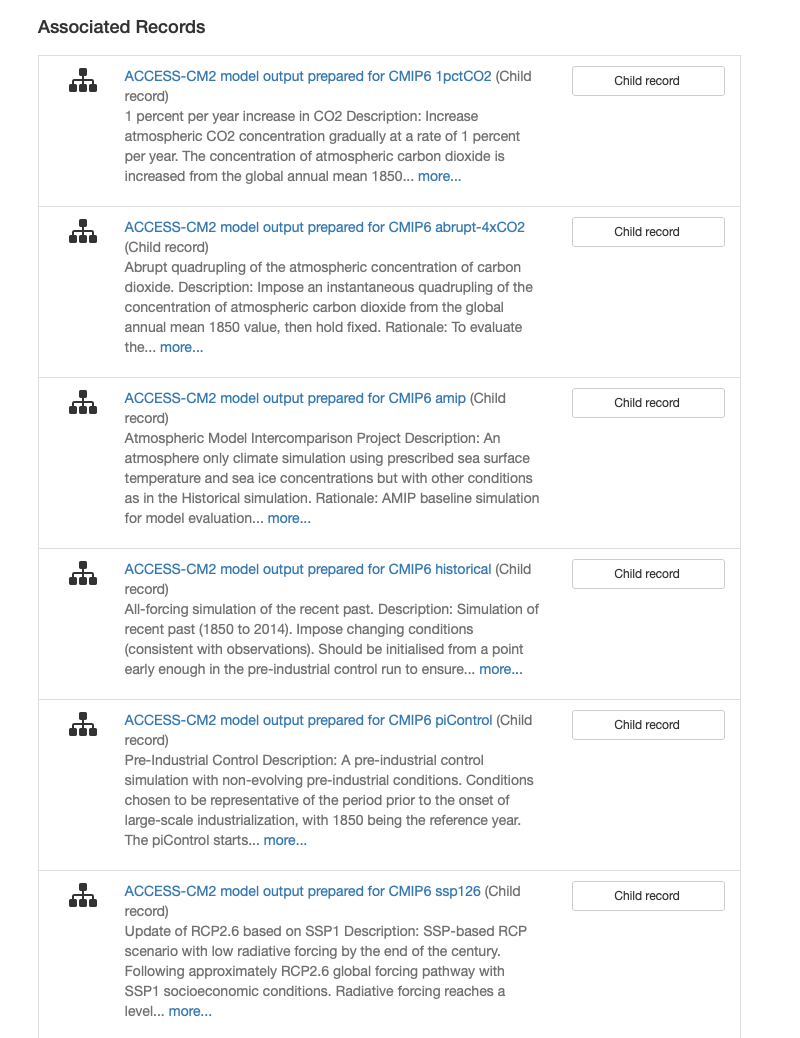 Associated Records
ACCESS-CM2 model output prepared for CMIP6 1pctCO2 (Child
record)
1 percent per year increase in CO2 Description: Increase
atmospheric CO2 concentration gradually at a rate of 1 percent
per year. The concentration of atmospheric carbon dioxide is
increased from the global annual mean 1850... more...
Child record
ACCESS-CM2 model output prepared for CMIP6 abrupt-4xCO2
(Child record)
Abrupt quadrupling of the atmospheric concentration of carbon
dioxide. Description: Impose an instantaneous quadrupling of the
concentration of atmospheric carbon dioxide from the global
annual mean 1850 value, then hold fixed. Rationale: To evaluate
the... more...
Child record
ACCESS-CM2 model output prepared for CMIP6 amip (Child
record)
Atmospheric Model Intercomparison Project Description: An
atmosphere only climate simulation using prescribed sea surface
temperature and sea ice concentrations but with other conditions
as in the Historical simulation. Rationale: AMIP baseline simulation
for model evaluation... more...
Child record
ACCESS-CM2 model output prepared for CMIP6 historical (Child
record)
All-forcing simulation of the recent past. Description: Simulation of
recent past (1850 to 2014). Impose changing conditions
(consistent with observations). Should be initialised from a point
early enough in the pre-industrial control run to ensure... more...
Child record
ACCESS-CM2 model output prepared for CMIP6 piControl (Child
record)
Pre-Industrial Control Description: A pre-industrial control
simulation with non-evolving pre-industrial conditions. Conditions
chosen to be representative of the period prior to the onset of
large-scale industrialization, with 1850 being the reference year.
The piControl starts... more...
Child record
ACCESS-CM2 model output prepared for CMIP6 ssp126 (Child
record)
Update of RCP2.6 based on SSP1 Description: SSP-based RCP
scenario with low radiative forcing by the end of the century.
Following approximately RCP2.6 global forcing pathway with
SSP1 socioeconomic conditions. Radiative forcing reaches a
level... more...
Child record